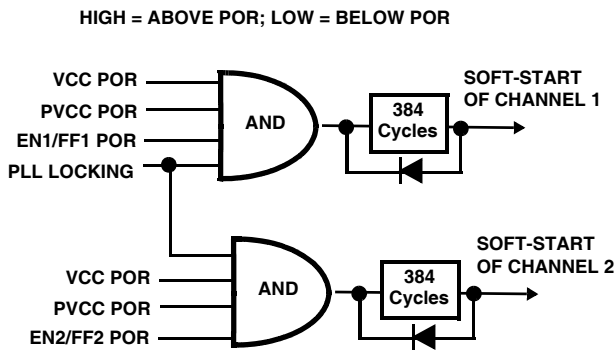 HIGH = ABOVE POR; LOW = BELOW POR
VCC POR
PVCC POR
EN1/FF1 POR
PLL LOCKING
AND
384
Cycles
SOFT-START
OF CHANNEL 1
VCC POR
PVCC POR
EN2/FF2 POR
AND
384
Cycles
SOFT-START
OF CHANNEL 2